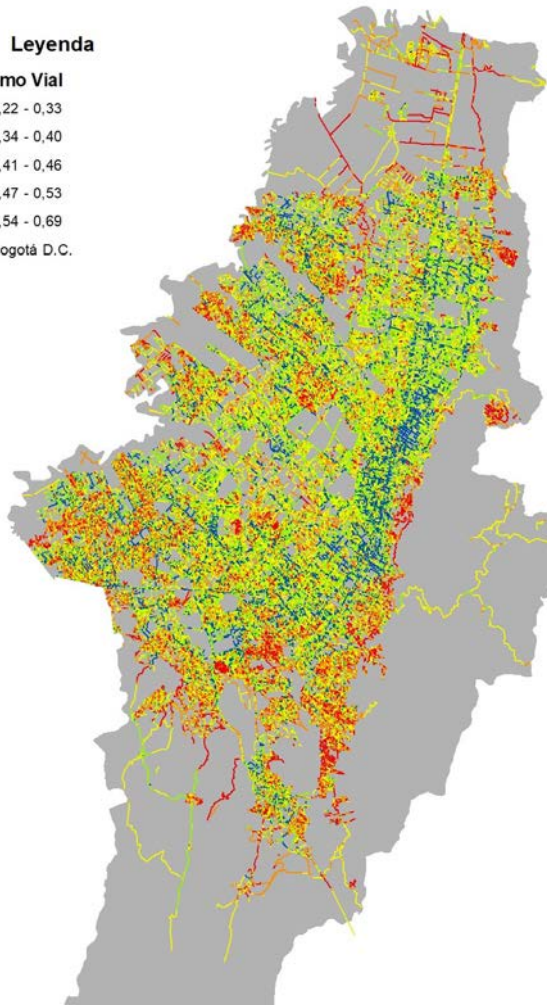 Leyenda
mo Vial
,22 - 0,33
,34 - 0,40
,41 - 0,46
,47 - 0,53
,54 - 0,69
ogotá D.C.